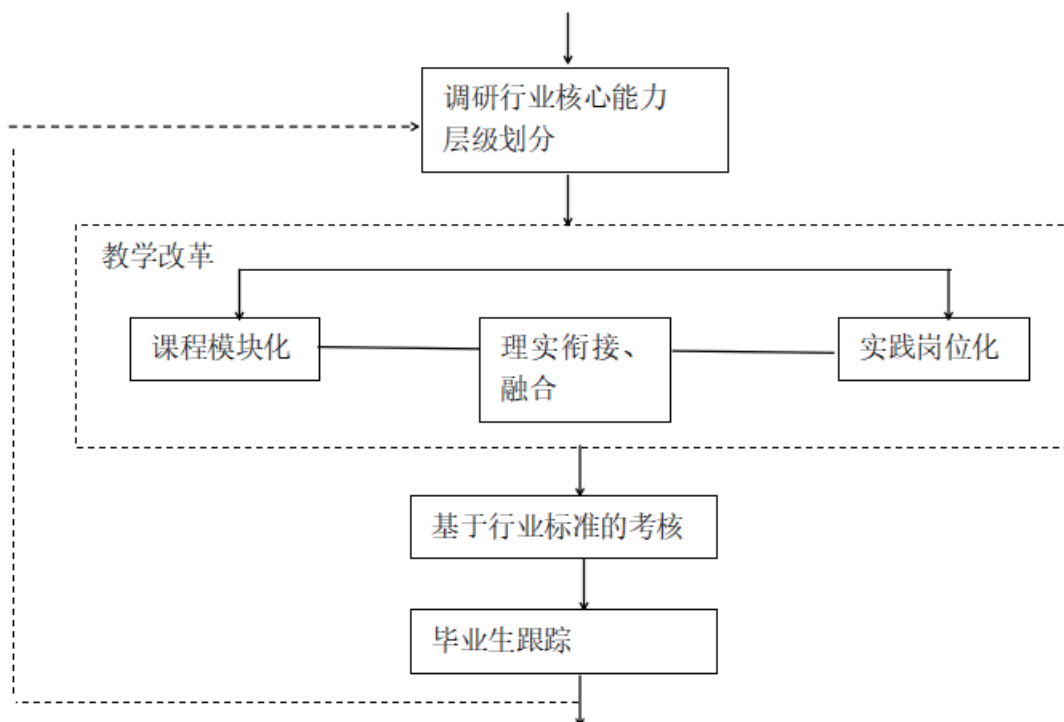 调研行业核心能力
层级划分
教学改革
课程模块化
理实衔接、
融合
实践岗位化
基于行业标准的考核
毕业生跟踪